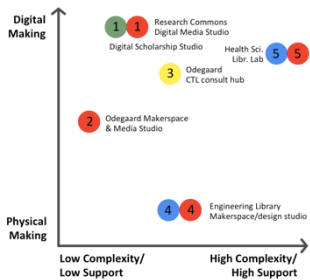 Digital
Making
1 1
Research Commons
Digital Media Studio
Digital Scholarship Studio
Health Sci.
Libr. Lab
5 5
3
Odegaard
CTL consult hub
2
Odegaard Makerspace
& Media Studio
4 4
Engineering Library
Makerspace/design studio
Physical
Making
Low Complexity/
Low Support
High Complexity/
High Support